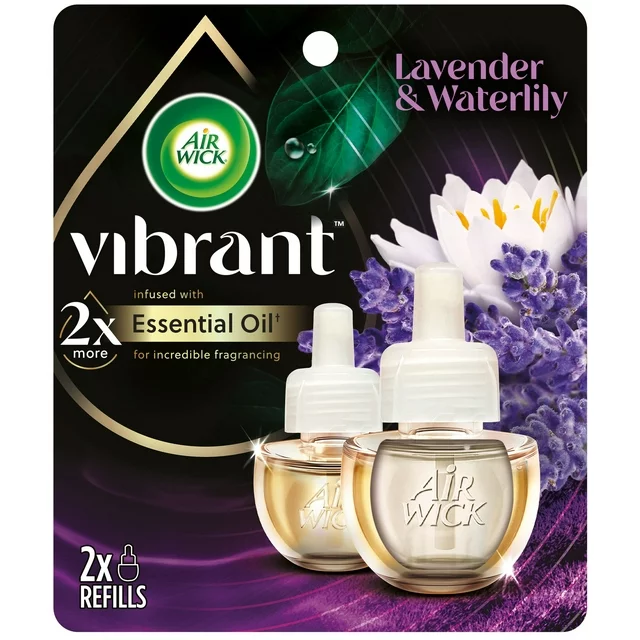 Lavender
& Waterlily
AIR
WICK®
vibrant™
infused with
2x
more
Essential Oil†
for incredible fragrancing
AIR
WICK
AIR
WICK
2x
REFILLS